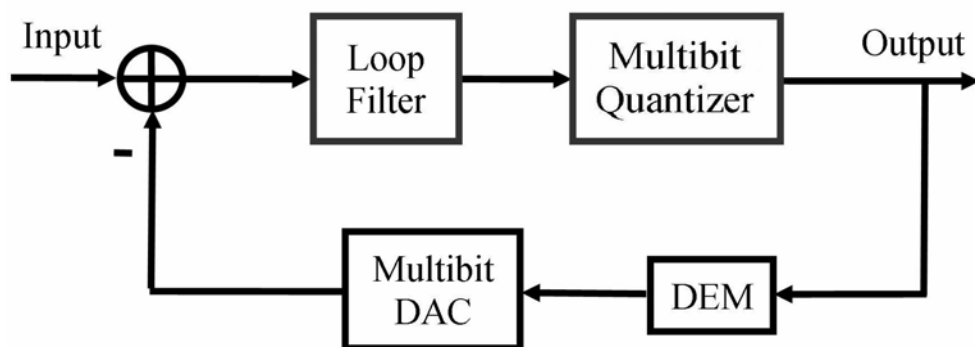 Input
Loop
Filter
Multibit
Quantizer
Output
-
Multibit
DAC
DEM